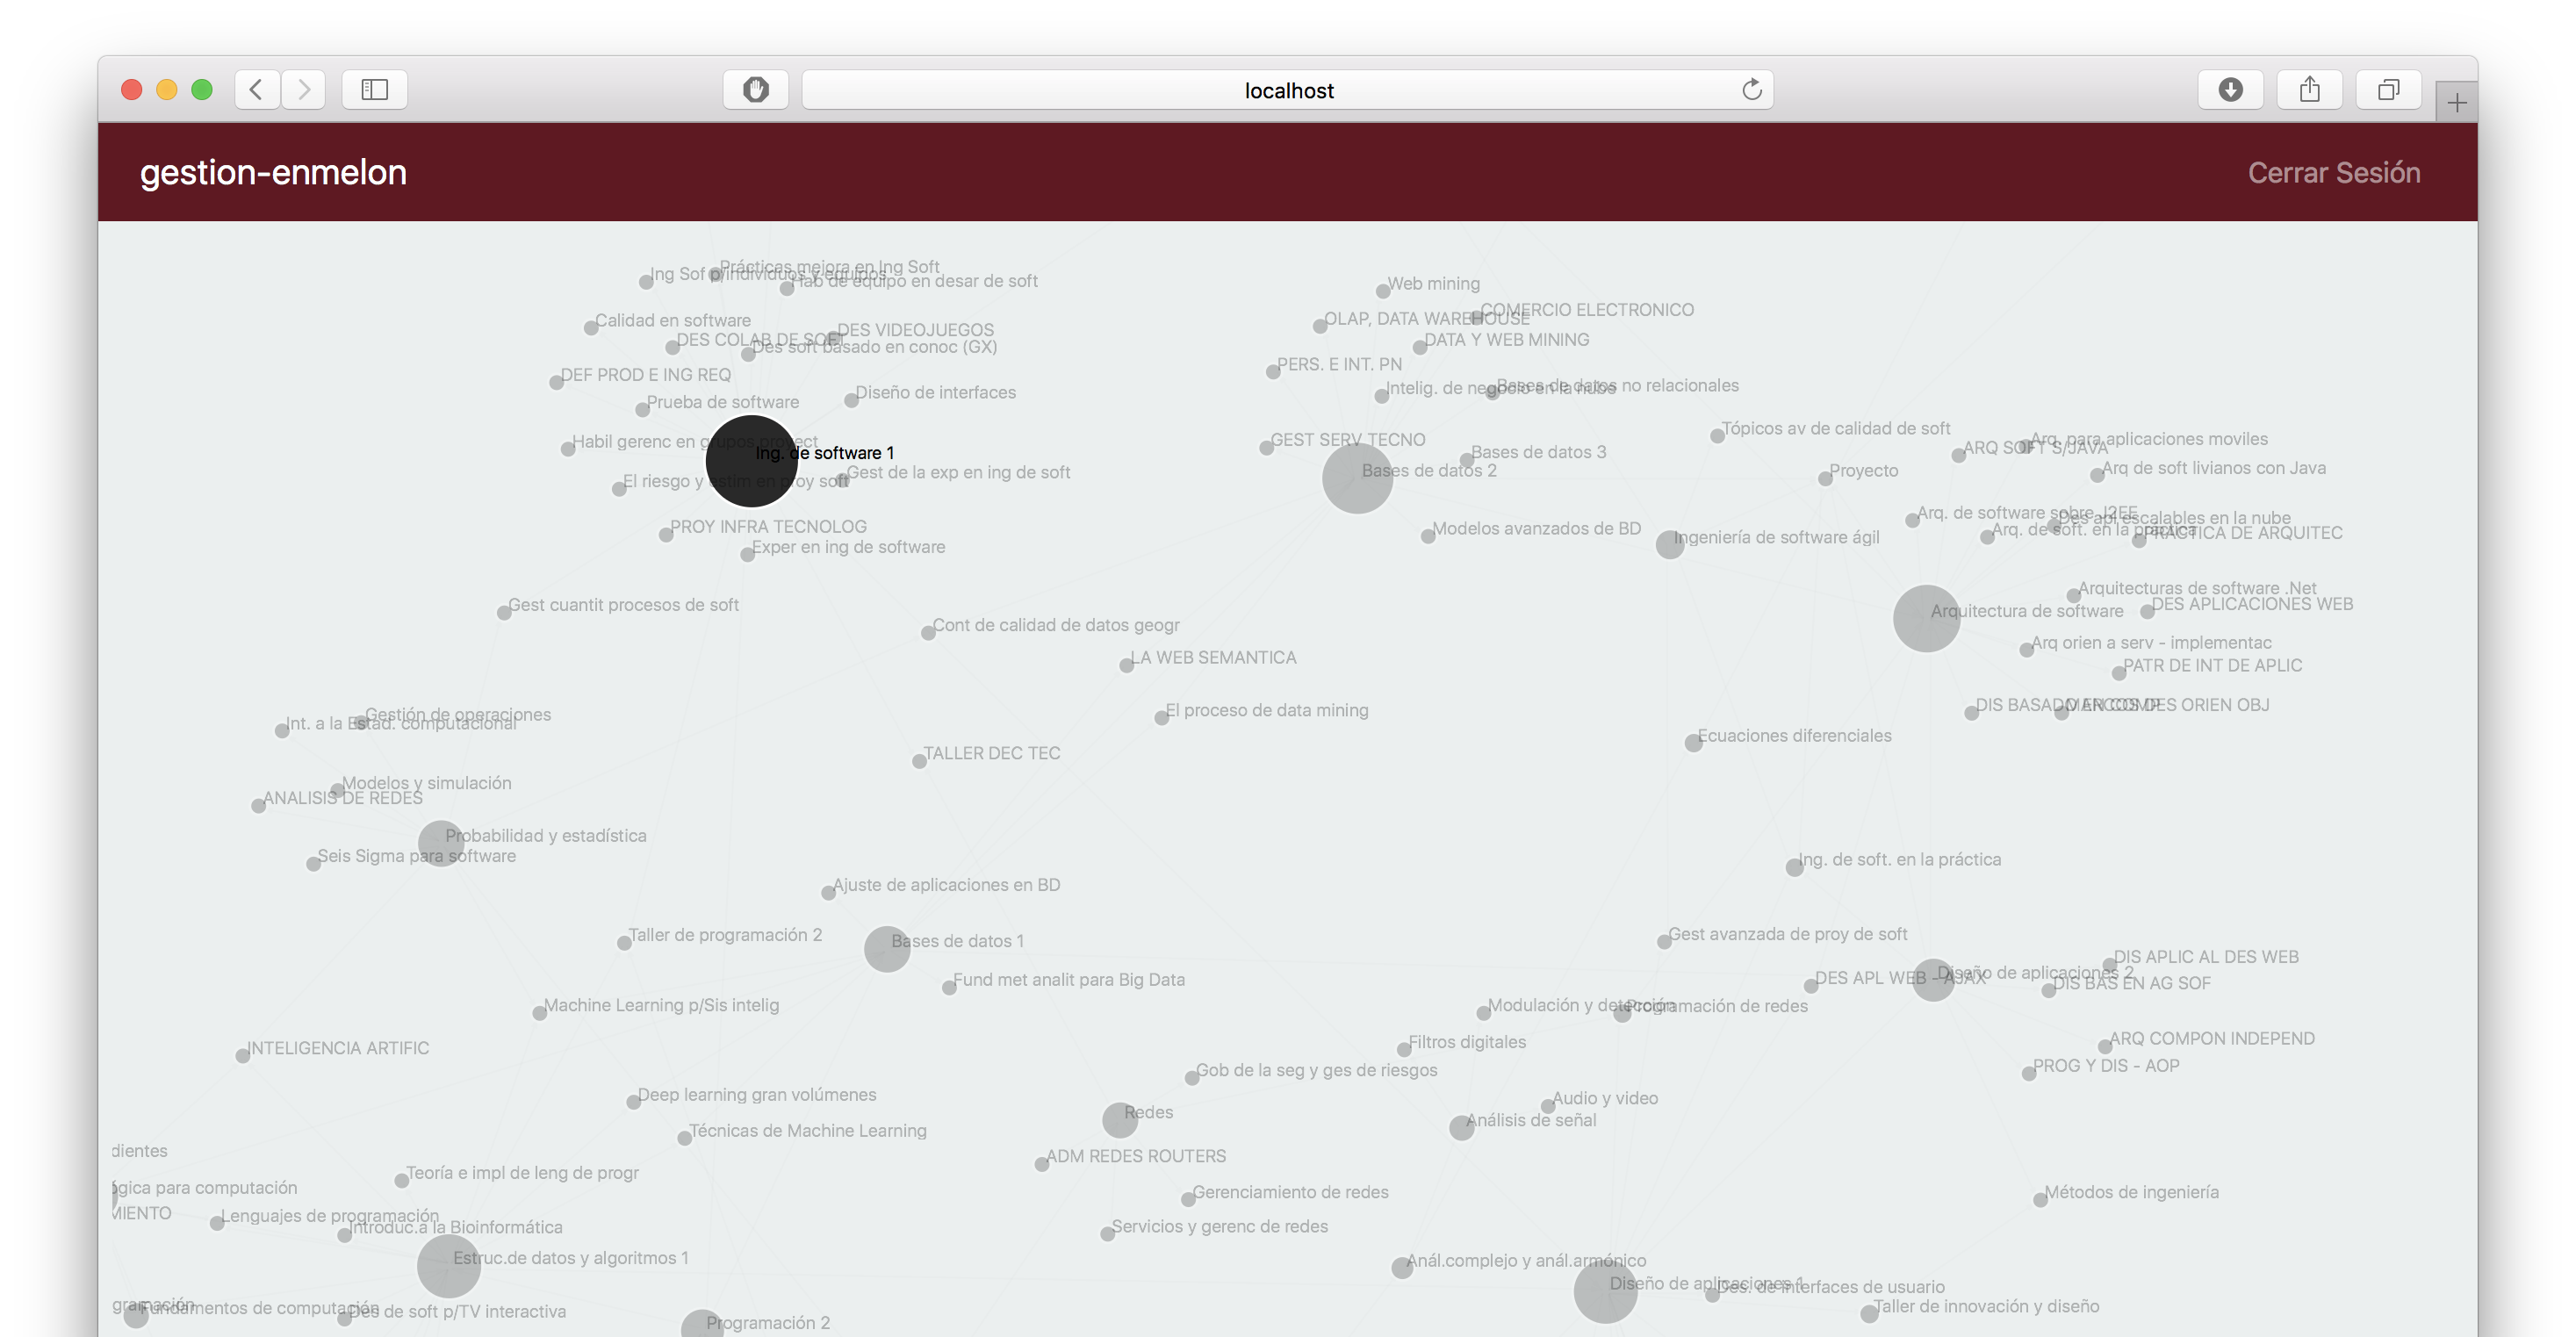 localhost
gestion-enmelon
Cerrar Sesión
Prácticas mejora en Ing Soft
Ing Sof p/individuos y equipos
Hab de equipo en desar de soft
Web mining
COMERCIO ELECTRONICO
OLAP, DATA WAREHOUSE
Calidad en software
DES VIDEOJUEGOS
DES COLAB DE SOFT
Des soft basado en conoc (GX)
DATA Y WEB MINING
PERS. E INT. PN
DEF PROD E ING REQ
Intelig. de negocio en la nube
Bases de datos no relacionales
Diseño de interfaces
Prueba de software
Tópicos av de calidad de soft
Habil gerenc en grupos proyect
GEST SERV TECNO
Arq. para aplicaciones moviles
ARQ SOFT S/JAVA
Ing. de software 1
Bases de datos 3
Gest de la exp en ing de soft
Bases de datos 2
Proyecto
Arq de soft livianos con Java
El riesgo y estim en proy soft
Arq. de software sobre J2EE
Des apl escalables en la nube
PROY INFRA TECNOLOG
Modelos avanzados de BD
Arq. de soft. en la práctica
PRACTICA DE ARQUITEC
Exper en ing de software
Ingeniería de software ágil
Arquitecturas de software .Net
Gest cuantit procesos de soft
DES APLICACIONES WEB
Arquitectura de software
Cont de calidad de datos geogr
Arq orien a serv - implementac
LA WEB SEMANTICA
PATR DE INT DE APLIC
El proceso de data mining
DIS BASADO EN COMP
MARCOS DES ORIEN OBJ
Gestión de operaciones
Int. a la Estad. computacional
Ecuaciones diferenciales
TALLER DEC TEC
Modelos y simulación
ANALISIS DE REDES
Probabilidad y estadística
Seis Sigma para software
Ing. de soft. en la práctica
Ajuste de aplicaciones en BD
Taller de programación 2
Bases de datos 1
Gest avanzada de proy de soft
DIS APLIC AL DES WEB
Fund met analit para Big Data
DES APL WEB - AJAX
Diseño de aplicaciones 2
DIS BAS EN AG SOF
Machine Learning p/Sis intelig
Modulación y detección
Programación de redes
INTELIGENCIA ARTIFIC
Filtros digitales
ARQ COMPON INDEPEND
Gob de la seg y ges de riesgos
PROG Y DIS - AOP
Deep learning gran volúmenes
Redes
Audio y video
Análisis de señal
Técnicas de Machine Learning
dientes
ADM REDES ROUTERS
Teoría e impl de leng de progr
ógica para computación
Gerenciamiento de redes
Métodos de ingeniería
MIENTO
Lenguajes de programación
Introduc.a la Bioinformática
Servicios y gerenc de redes
Estruc.de datos y algoritmos 1
Anál.complejo y anál.armónico
Diseño de aplicaciones 1
Des. de interfaces de usuario
gramación
Fundamentos de computación
Des de soft p/TV interactiva
Taller de innovación y diseño
Programación 2